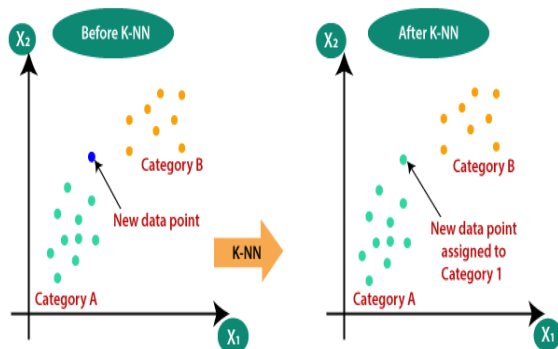 Before K-NN
X2
Category B
New data point
Category A
X1
K-NN
After K-NN
X2
Category B
New data point
assigned to
Category 1
Category A
X1